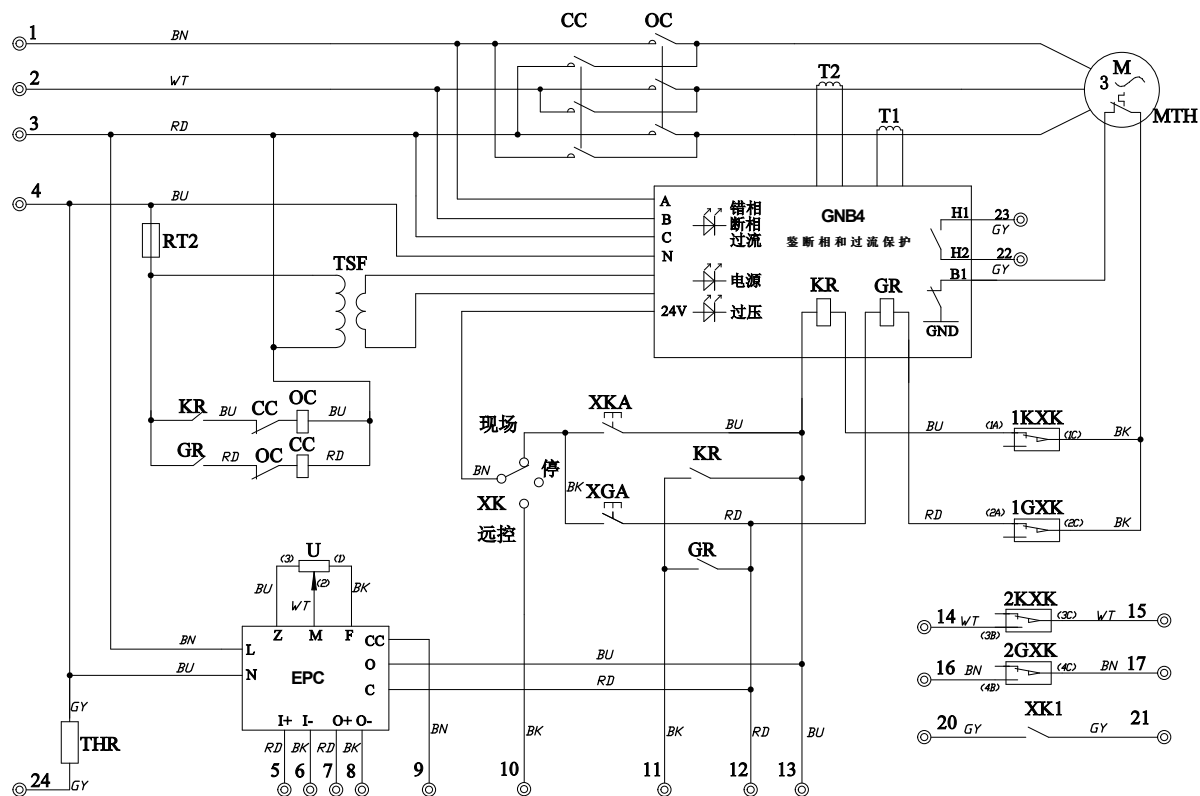 CC OC
1 BN
2 WT
3 RD
4 BU
M
3
MTH
T2
T1
RT2
TSF
A
B
C
N
24V
错相
断相
过流
电源
过压
GNB4
鉴断相和过流保护
KR GR
H1 23
GY
H2 22
GY
B1
GND
KR BU CC OC BU
GR RD OC CC RD
现场
停
XK
远控
BN
BK
XKA
BU
KR
XGA
RD
GR
BU (1A) 1KXK (1C) BK
RD (2A) 1GXK (2C) BK
(3) U (1)
(2)
BU WT BK
Z M F
BN L
BU N
EPC
CC
O BU
C RD
I+ I- O+ O-
RD BK RD BK BN BK BK RD BU
5 6 7 8 9 10 11 12 13
GY
THR
24 GY
14 WT (3B) 2KXK (3C) WT 15
16 BN (4B) 2GXK (4C) BN 17
20 GY XK1 GY 21